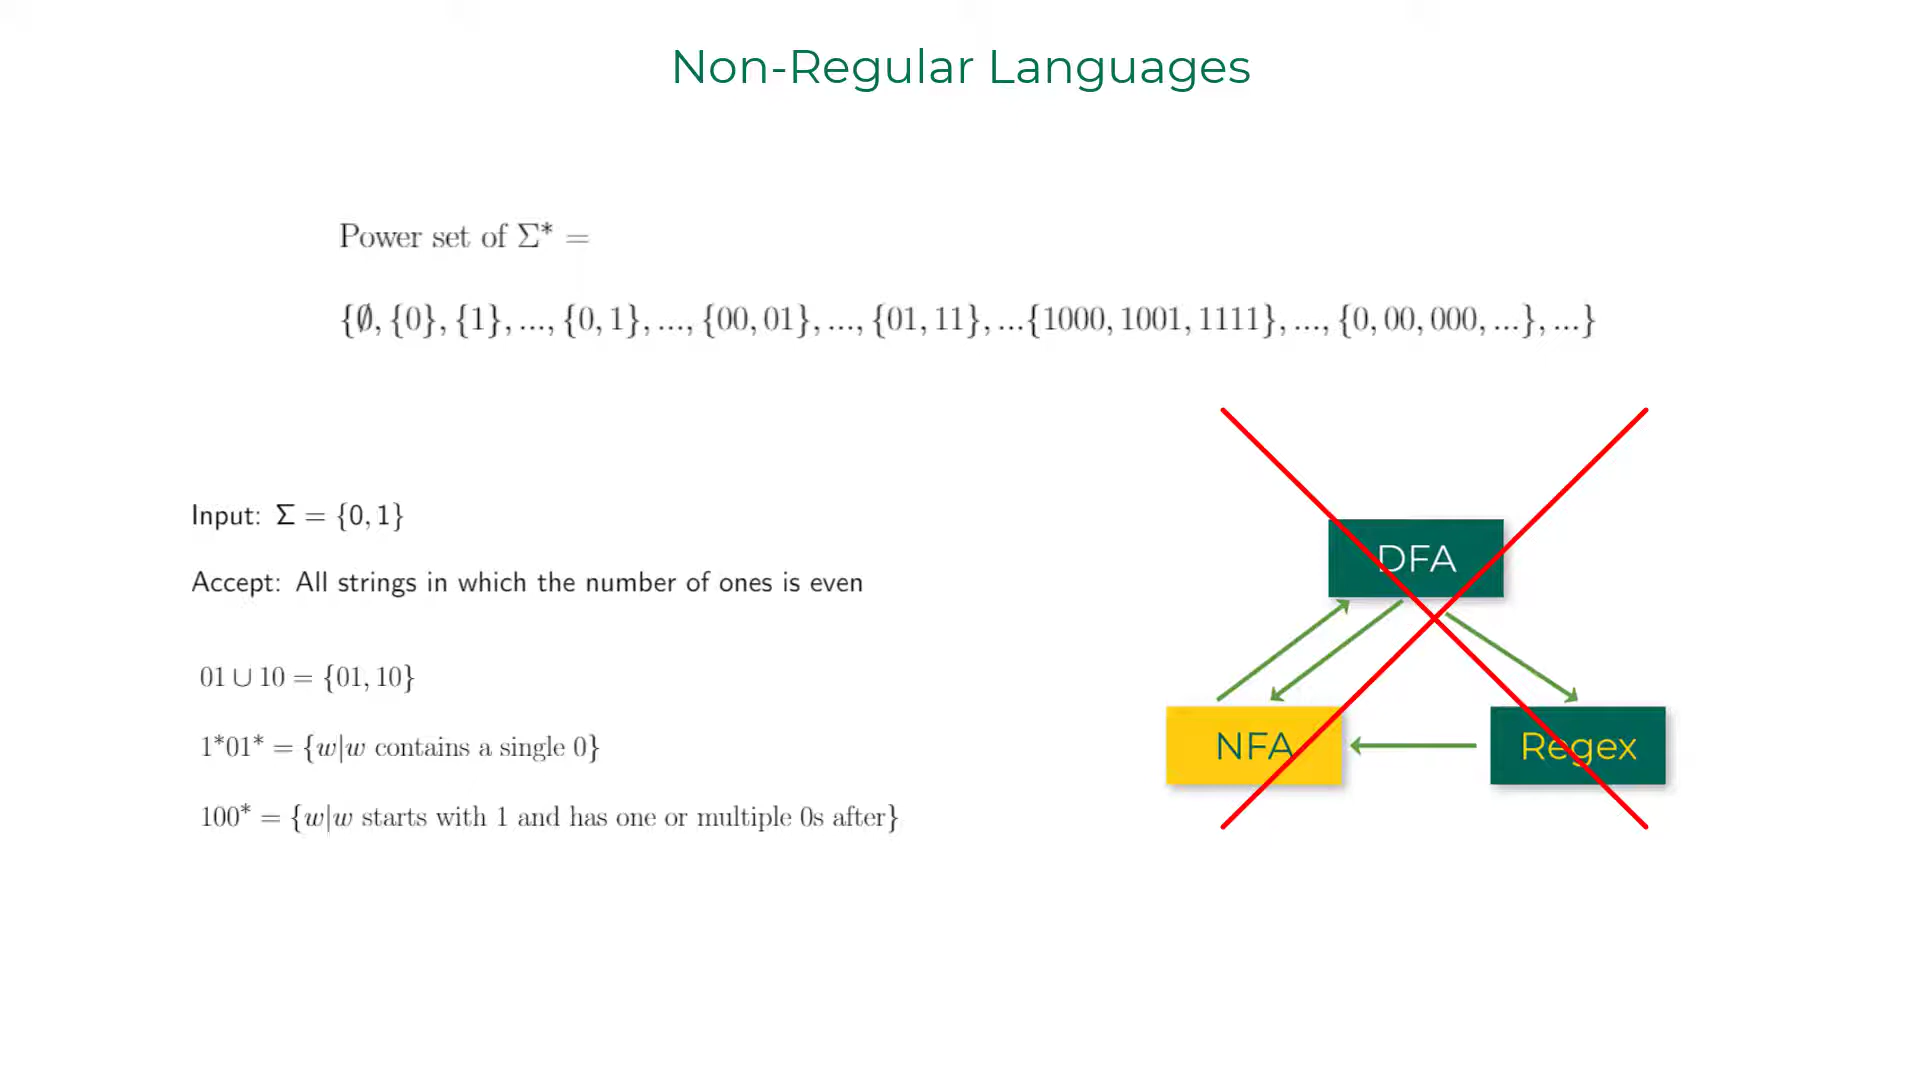 Non-Regular Languages
Power set of Σ* =
{∅, {0}, {1}, ..., {0, 1}, ..., {00, 01}, ..., {01, 11}, ...{1000, 1001, 1111}, ..., {0, 00, 000, ...}, ...}
Input: Σ = {0, 1}
Accept: All strings in which the number of ones is even
01 ∪ 10 = {01, 10}
1*01* = {w|w contains a single 0}
100* = {w|w starts with 1 and has one or multiple 0s after}
DFA
NFA
Regex